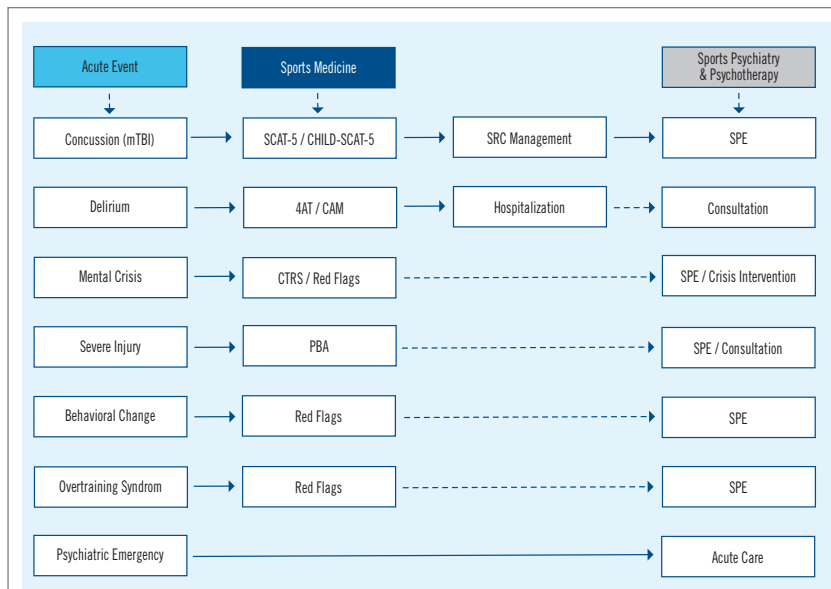 Acute Event
Sports Medicine
Sports Psychiatry
& Psychotherapy
Concussion (mTBI)
SCAT-5 / CHILD-SCAT-5
SRC Management
SPE
Delirium
4AT / CAM
Hospitalization
Consultation
Mental Crisis
CTRS / Red Flags
SPE / Crisis Intervention
Severe Injury
PBA
SPE / Consultation
Behavioral Change
Red Flags
SPE
Overtraining Syndrom
Red Flags
SPE
Psychiatric Emergency
Acute Care